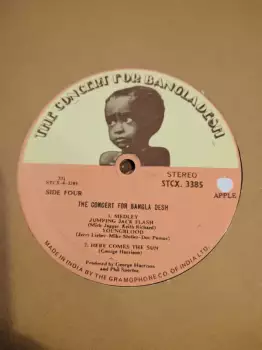 THE CONCERT FOR BANGLADESH
STEREO
STCX. 3385
SIDE FOUR
APPLE
THE CONCERT FOR BANGLA DESH
1. MEDLEY
JUMPING JACK FLASH
(Mick Jagger, Keith Richard)
YOUNGBLOOD
2. HERE COMES THE SUN
(George Harrison)
Produced by George Harrison
and Phil Spector
MADE IN INDIA BY THE GRAMOPHONE CO. OF INDIA LTD.